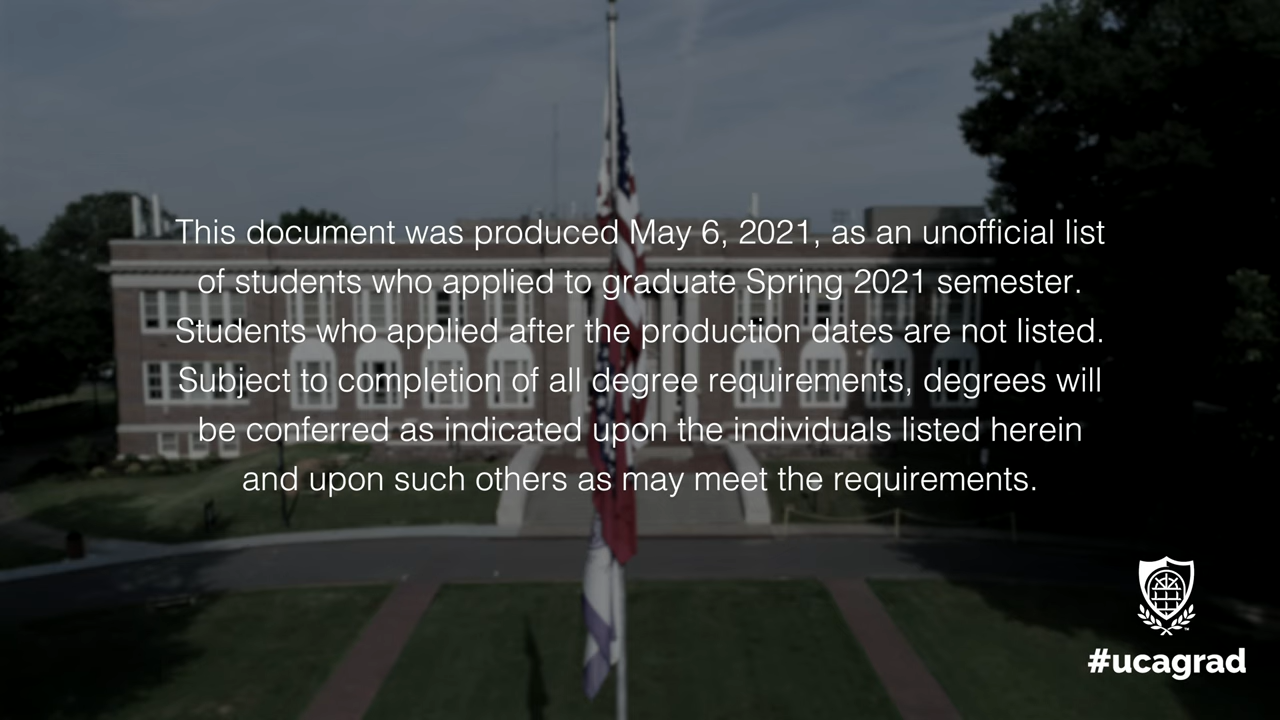 This document was produced May 6, 2021, as an unofficial list
of students who applied to graduate Spring 2021 semester.
Students who applied after the production dates are not listed.
Subject to completion of all degree requirements, degrees will
be conferred as indicated upon the individuals listed herein
and upon such others as may meet the requirements.
#ucagrad